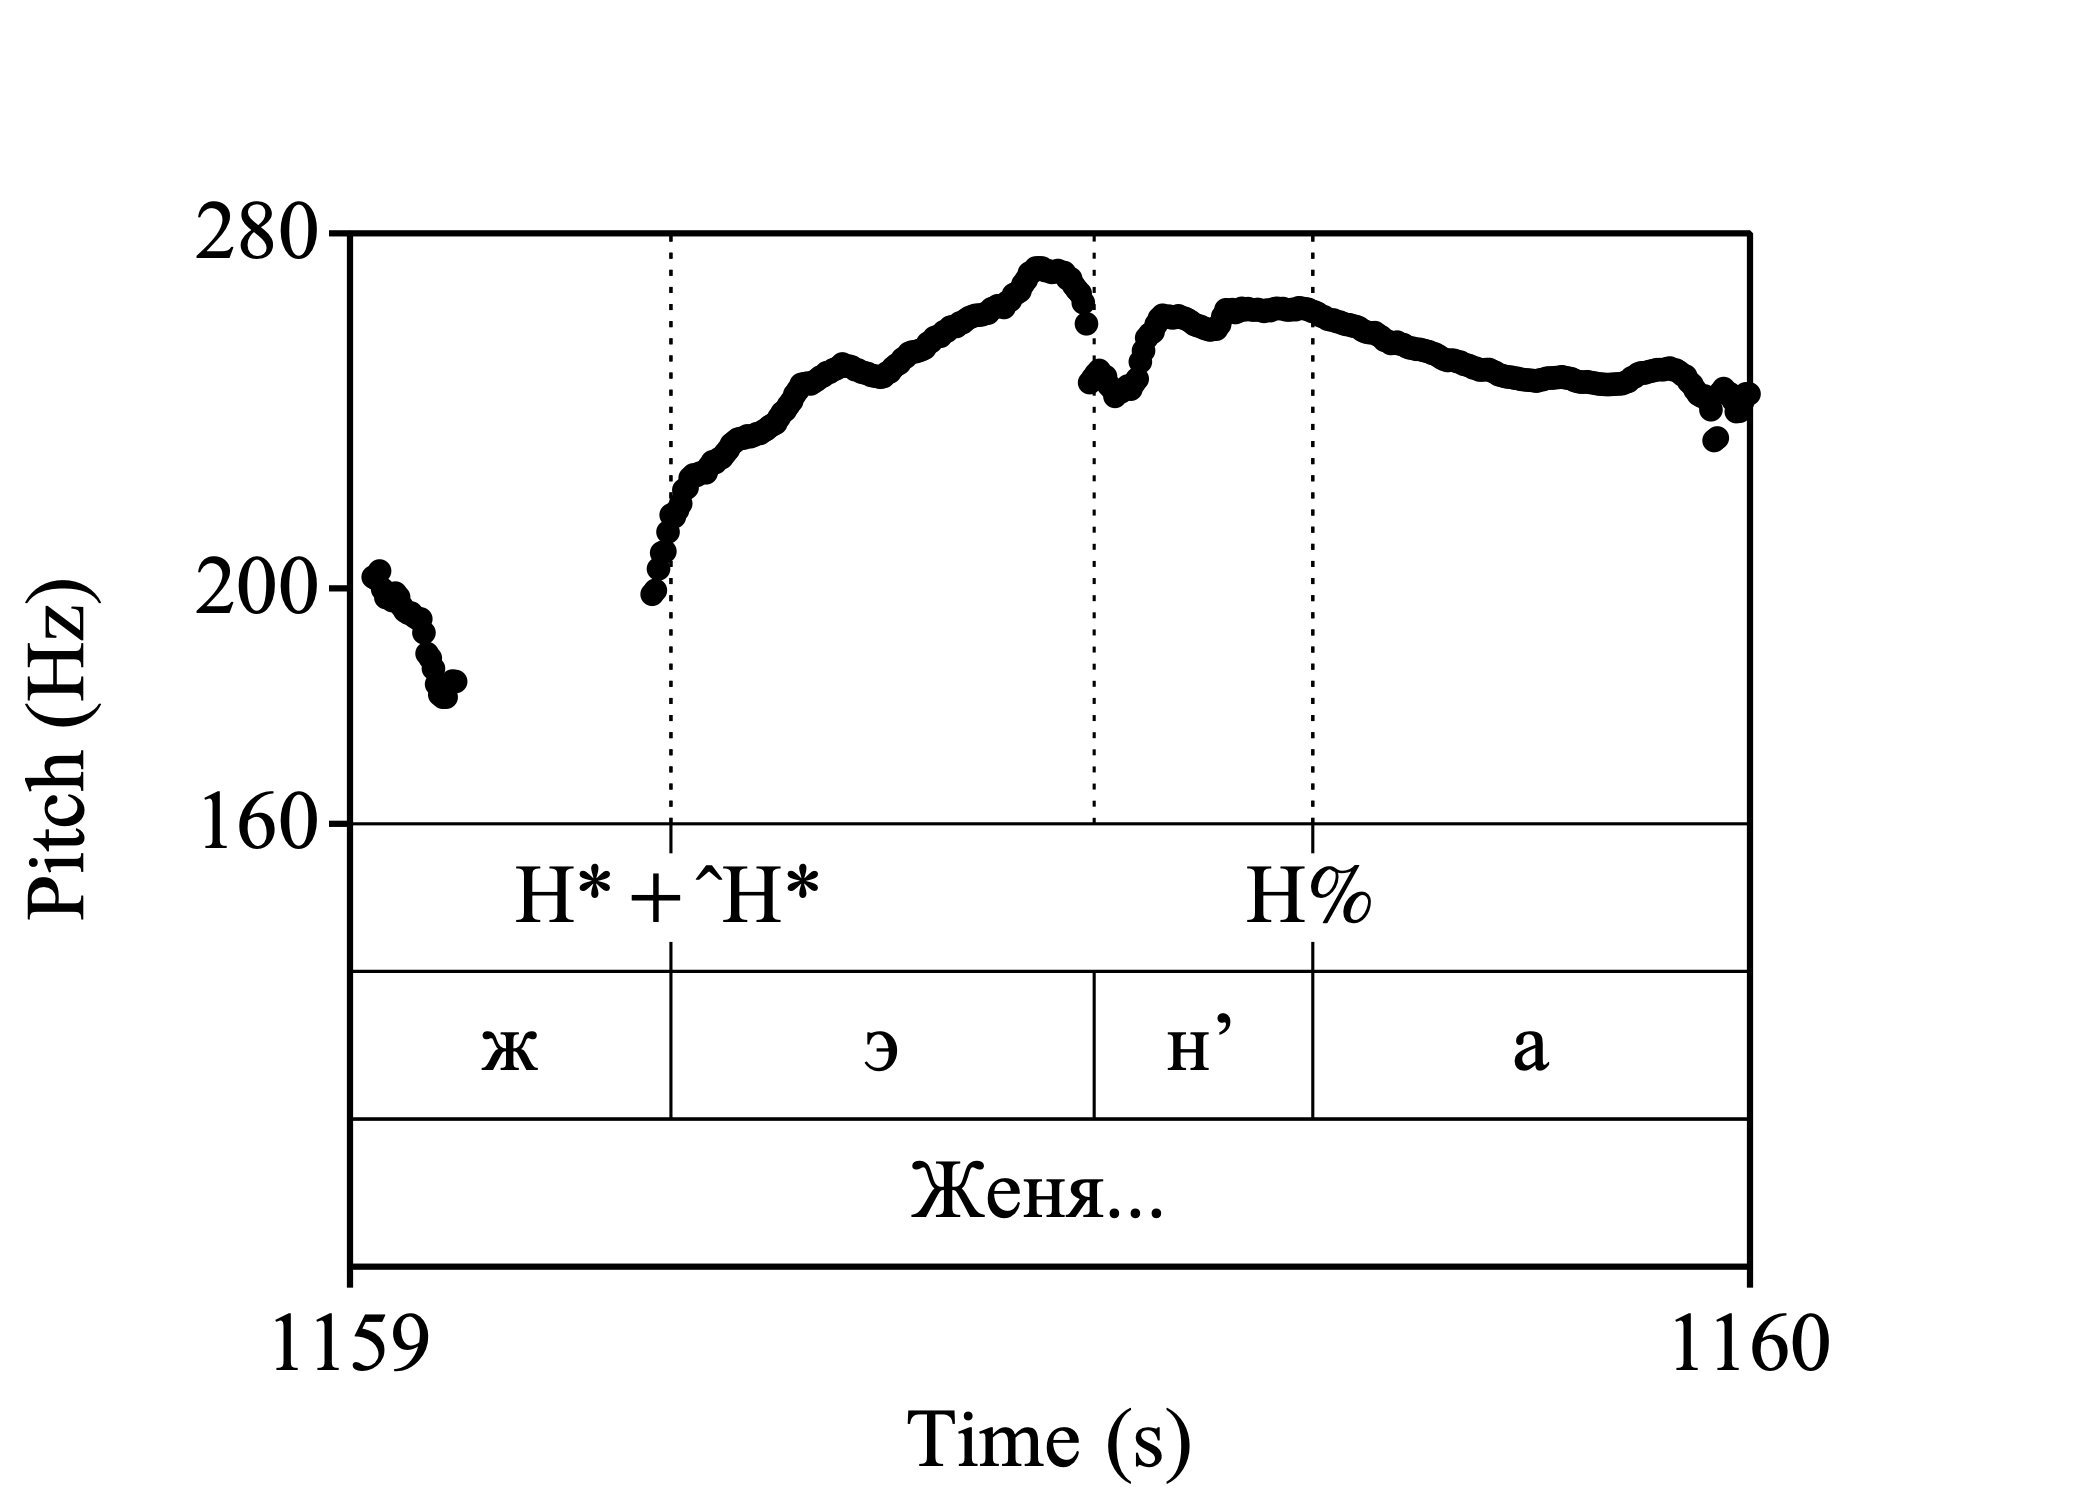 280
200
160
Pitch (Hz)
H* + ^H* H%
ж э н’ а
Женя...
1159 1160
Time (s)